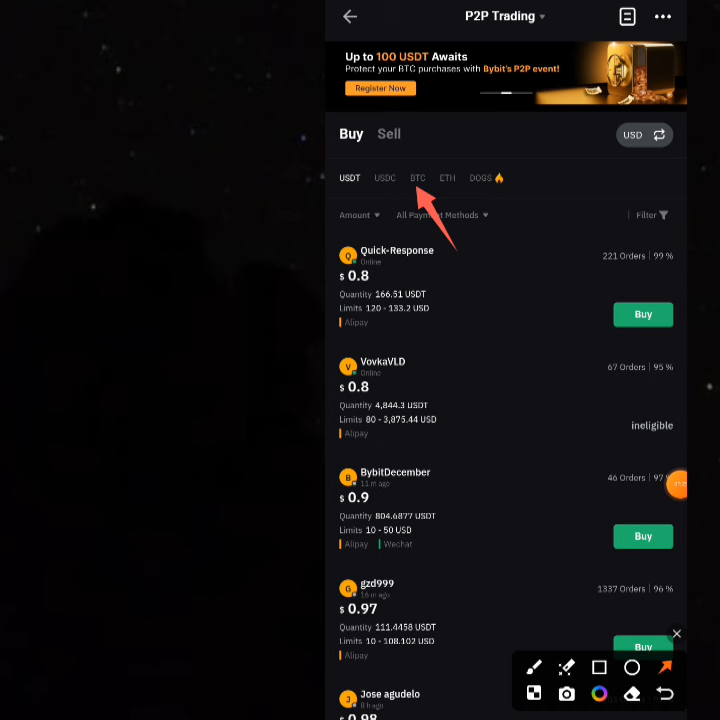 P2P Trading
Up to 100 USDT Awaits
Protect your BTC purchases with Bybit's P2P event!
Register Now
Buy Sell USD
USDT USDC BTC ETH DOGS
Amount All Payment Methods Filter
Q Quick-Response 221 Orders | 99 %
Online
$ 0.8
Quantity 166.51 USDT
Limits 120 - 133.2 USD
Buy
Alipay
V VovkaVLD 67 Orders | 95 %
Online
$ 0.8
Quantity 4,844.3 USDT
Limits 80 - 3,875.44 USD
ineligible
Alipay
B BybitDecember 46 Orders | 97
11 m ago
$ 0.9
Quantity 804.6877 USDT
Limits 10 - 50 USD
Buy
Alipay Wechat
G gzd999 1337 Orders | 96 %
16 m ago
$ 0.97
Quantity 111.4458 USDT
Limits 10 - 108.102 USD
Buy
Alipay
J Jose agudelo
8 h ago
$ 0.98